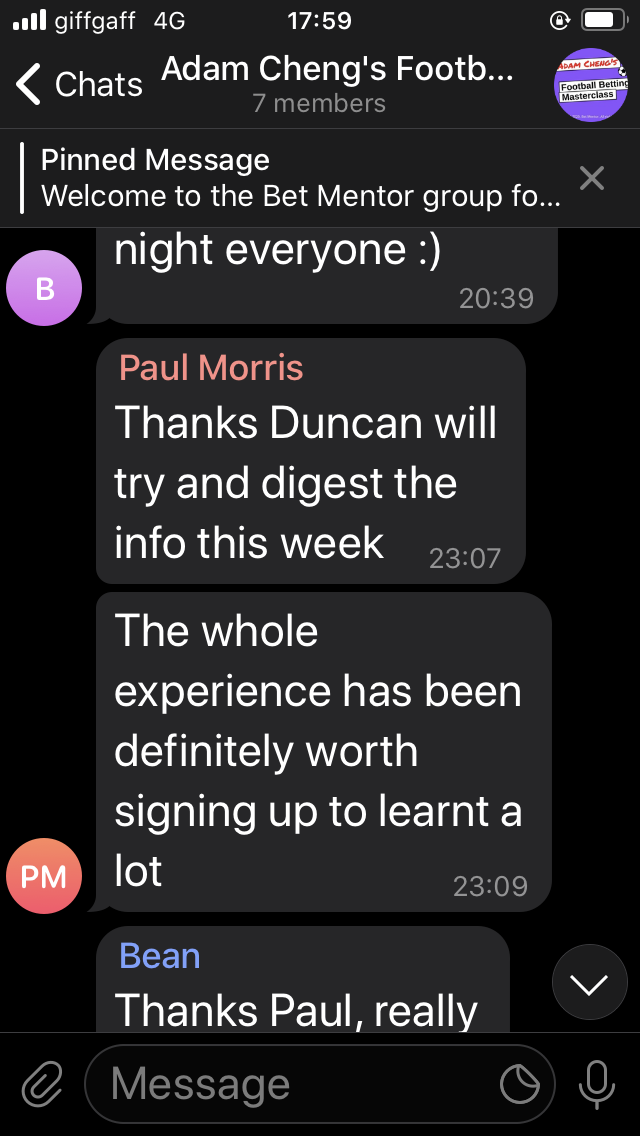 giffgaff 4G 17:59
Chats Adam Cheng's Footb...
7 members
ADAM CHENG'S
Football Betting
Masterclass
Pinned Message
Welcome to the Bet Mentor group fo...
night everyone :)
B
20:39
Paul Morris
Thanks Duncan will
try and digest the
info this week 23:07
The whole
experience has been
definitely worth
signing up to learnt a
lot
PM
23:09
Bean
Thanks Paul, really
Message